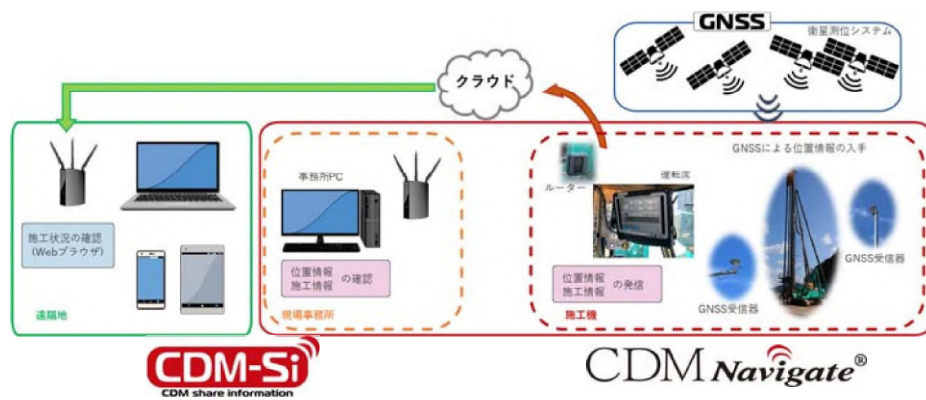 GNSS
衛星測位システム
クラウド
GNSSによる位置情報の入手
ルーター
運転席
事務所PC
GNSS受信器
施工状況の確認
(Webブラウザ)
位置情報
施工情報
の確認
位置情報
施工情報
の発信
GNSS受信器
遠隔地
現場事務所
施工機
CDM-Si
CDM share information
CDM Navigate®